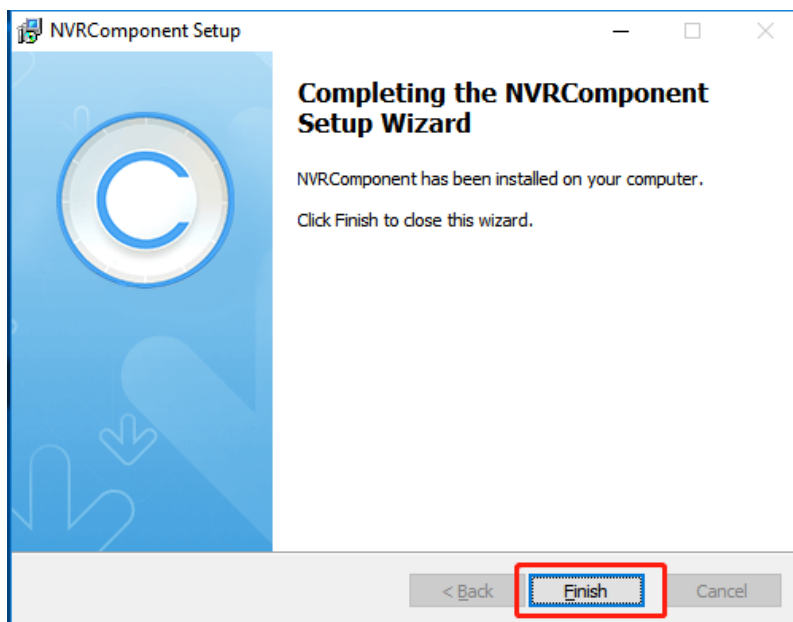 NVRComponent Setup
Completing the NVRComponent
Setup Wizard
NVRComponent has been installed on your computer.
Click Finish to close this wizard.
< Back
Finish
Cancel